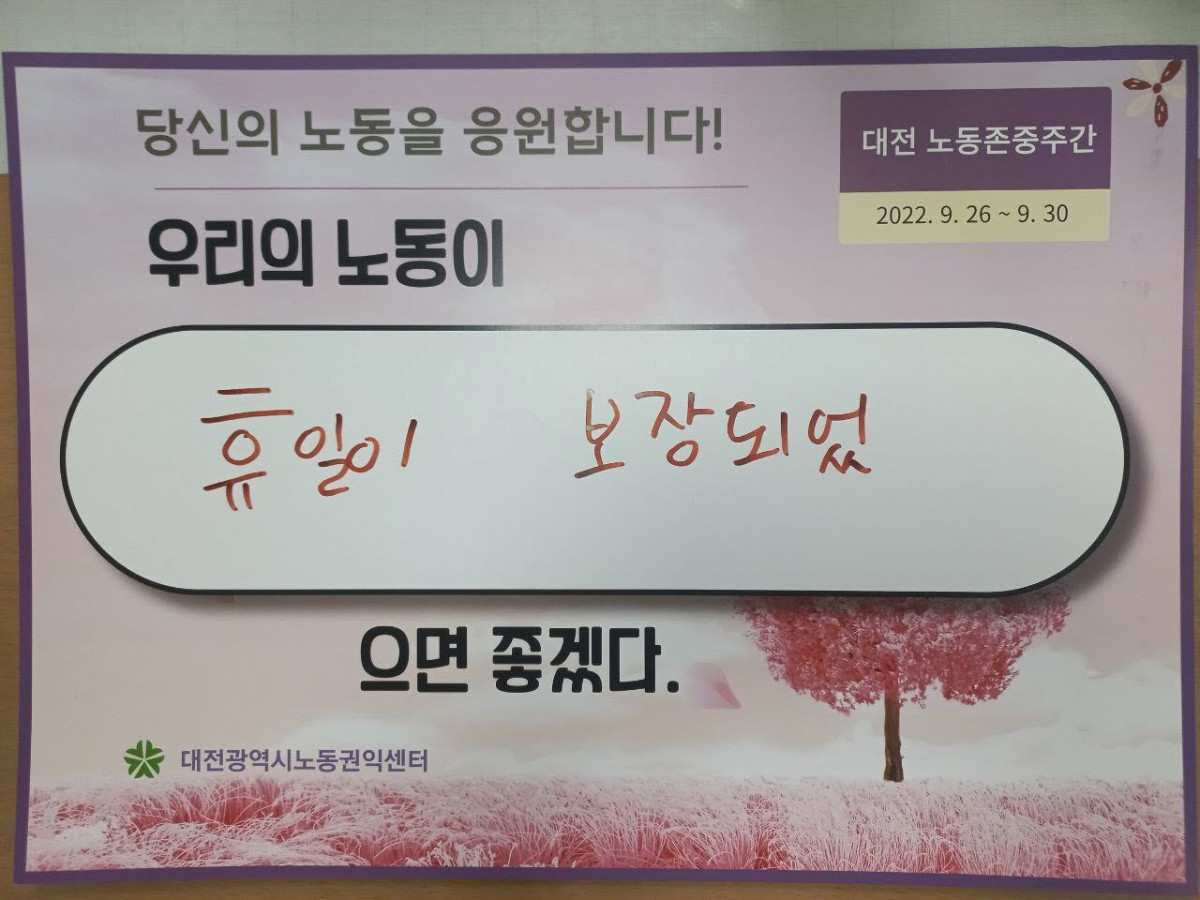 당신의 노동을 응원합니다!
대전 노동존중주간
2022. 9. 26 ~ 9. 30
우리의 노동이
휴일이 보장되었
으면 좋겠다.
대전광역시노동권익센터